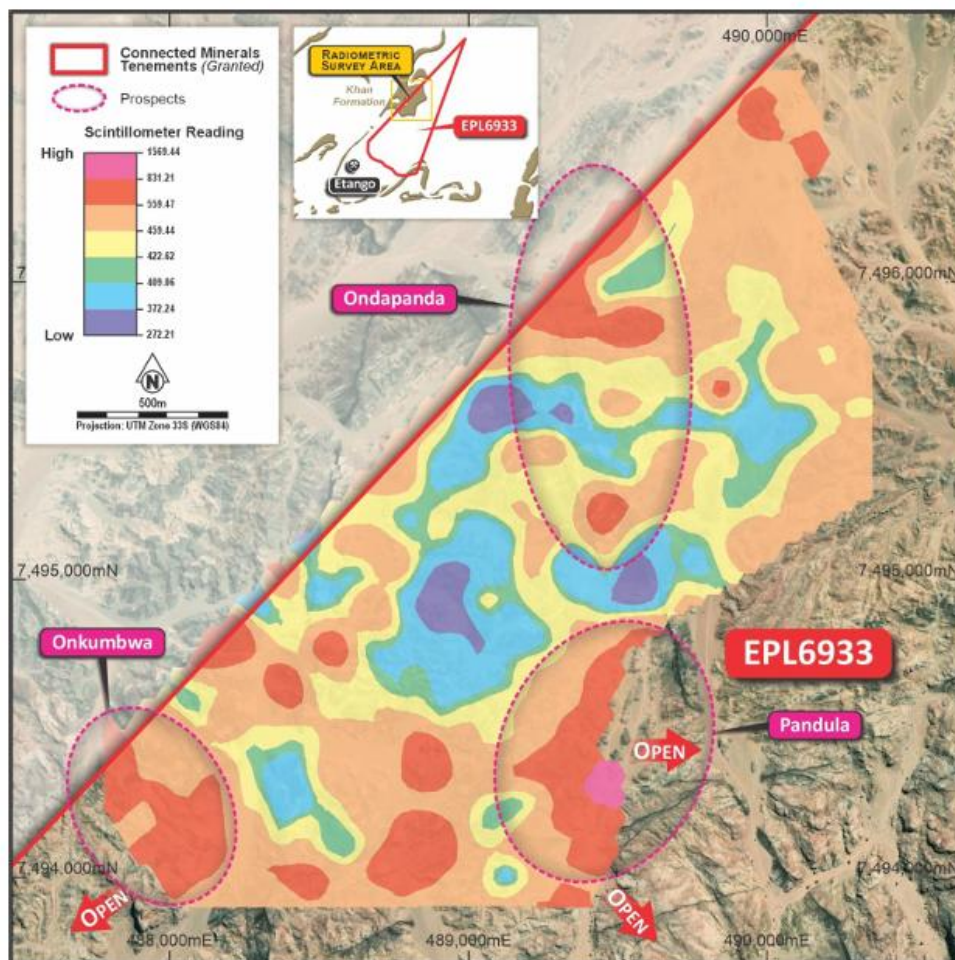 Connected Minerals
Tenements (Granted)
Prospects
Scintillometer Reading
High
1569.44
831.21
559.47
459.44
422.62
409.86
372.24
272.21
Low
N
500m
Projection: UTM Zone 33S (WGS84)
RADIOMETRIC
SURVEY AREA
Khan
Formation
EPL6933
Etango
490,000mE
7,496,000mN
Ondapanda
7,495,000mN
7,495,000mN
Onkumbwa
EPL6933
Pandula
OPEN
7,494,000mN
7,494,000mN
OPEN
OPEN
488,000mE
489,000mE
490,000mE